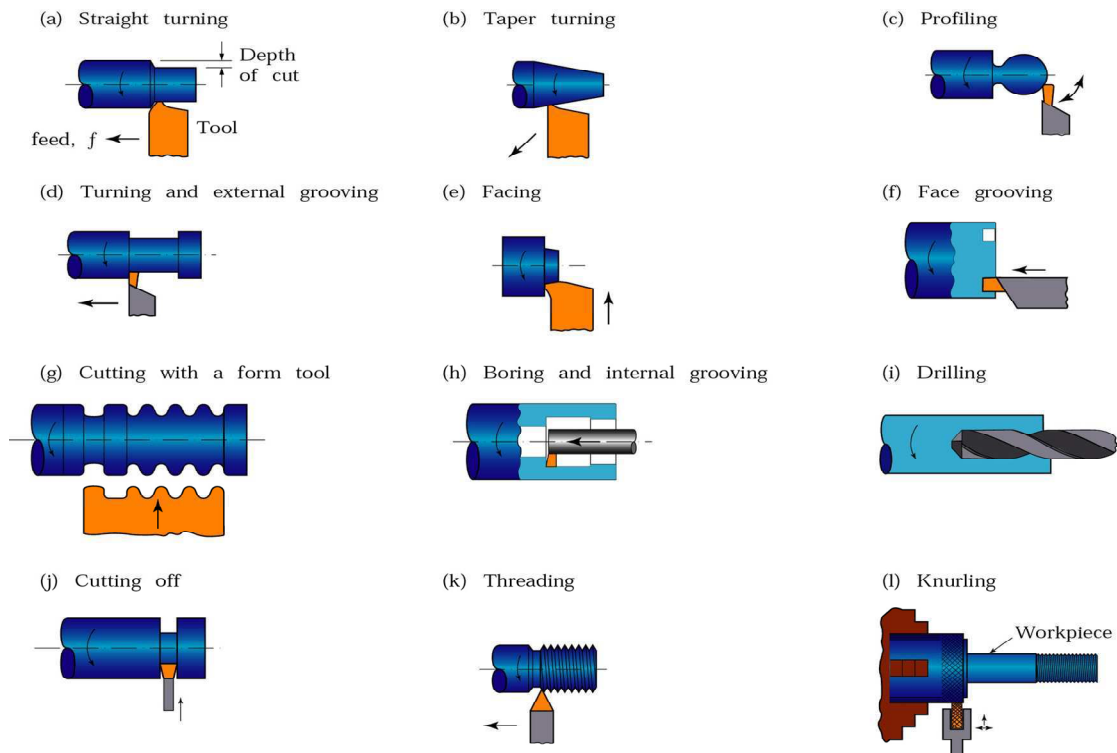 (a) Straight turning
Depth
of cut
Tool
feed, f
(b) Taper turning
(c) Profiling
(d) Turning and external grooving
(e) Facing
(f) Face grooving
(g) Cutting with a form tool
(h) Boring and internal grooving
(i) Drilling
(j) Cutting off
(k) Threading
(l) Knurling
Workpiece